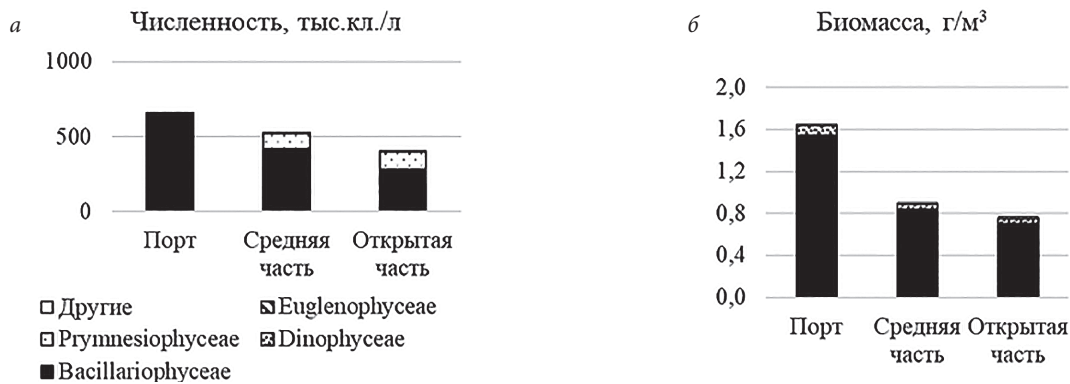 а Численность, тыс.кл./л
1000
500
0
Порт Средняя часть Открытая часть
Другие Euglenophyceae
Prymnesiophyceae Dinophyceae
Bacillariophyceae
б Биомасса, г/м³
2,0
1,6
1,2
0,8
0,4
0,0
Порт Средняя часть Открытая часть